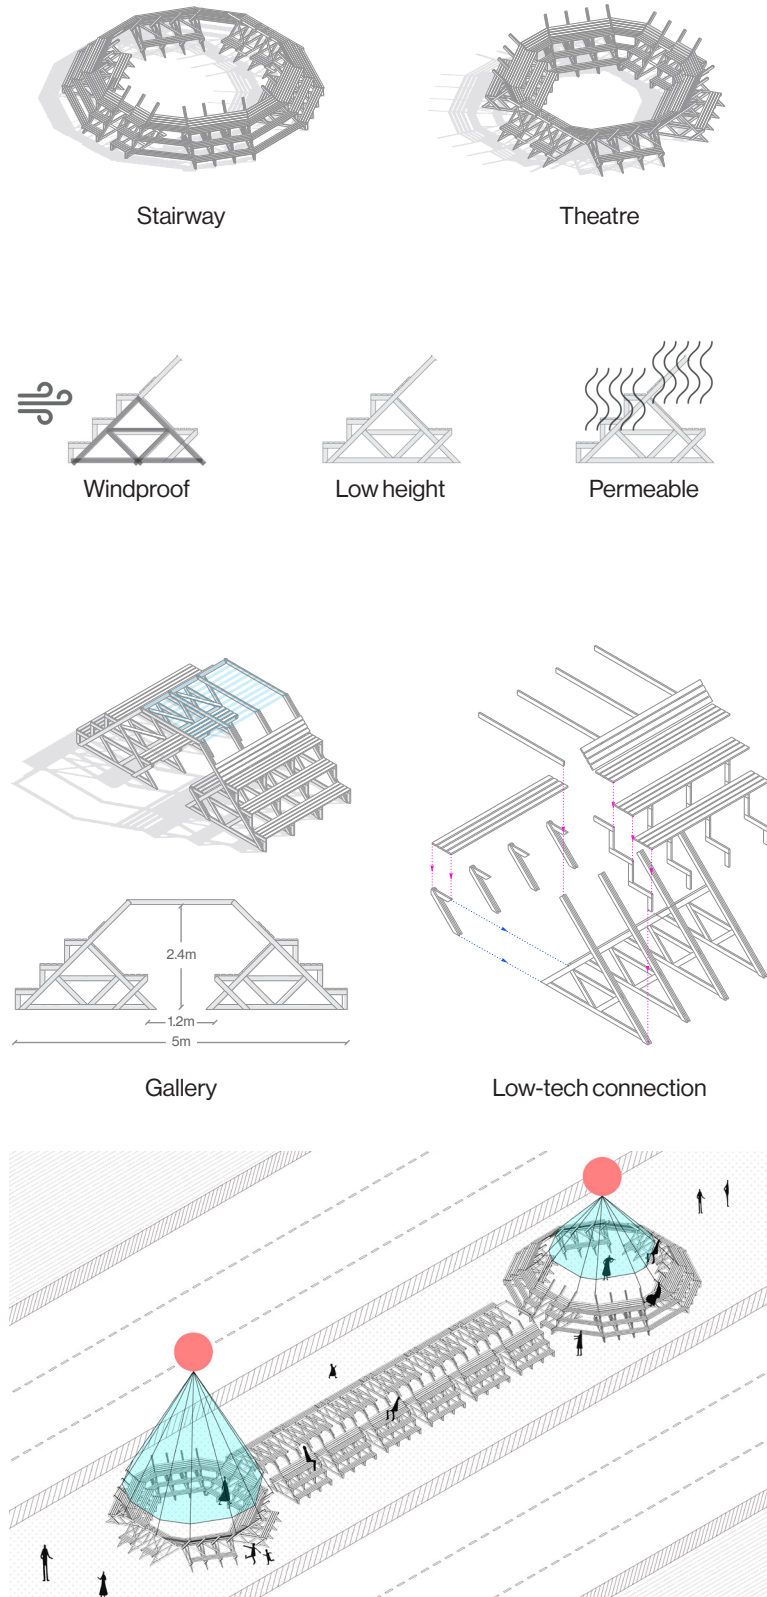 Stairway
Theatre
Windproof
Low height
Permeable
2.4m
1.2m
5m
Gallery
Low-tech connection